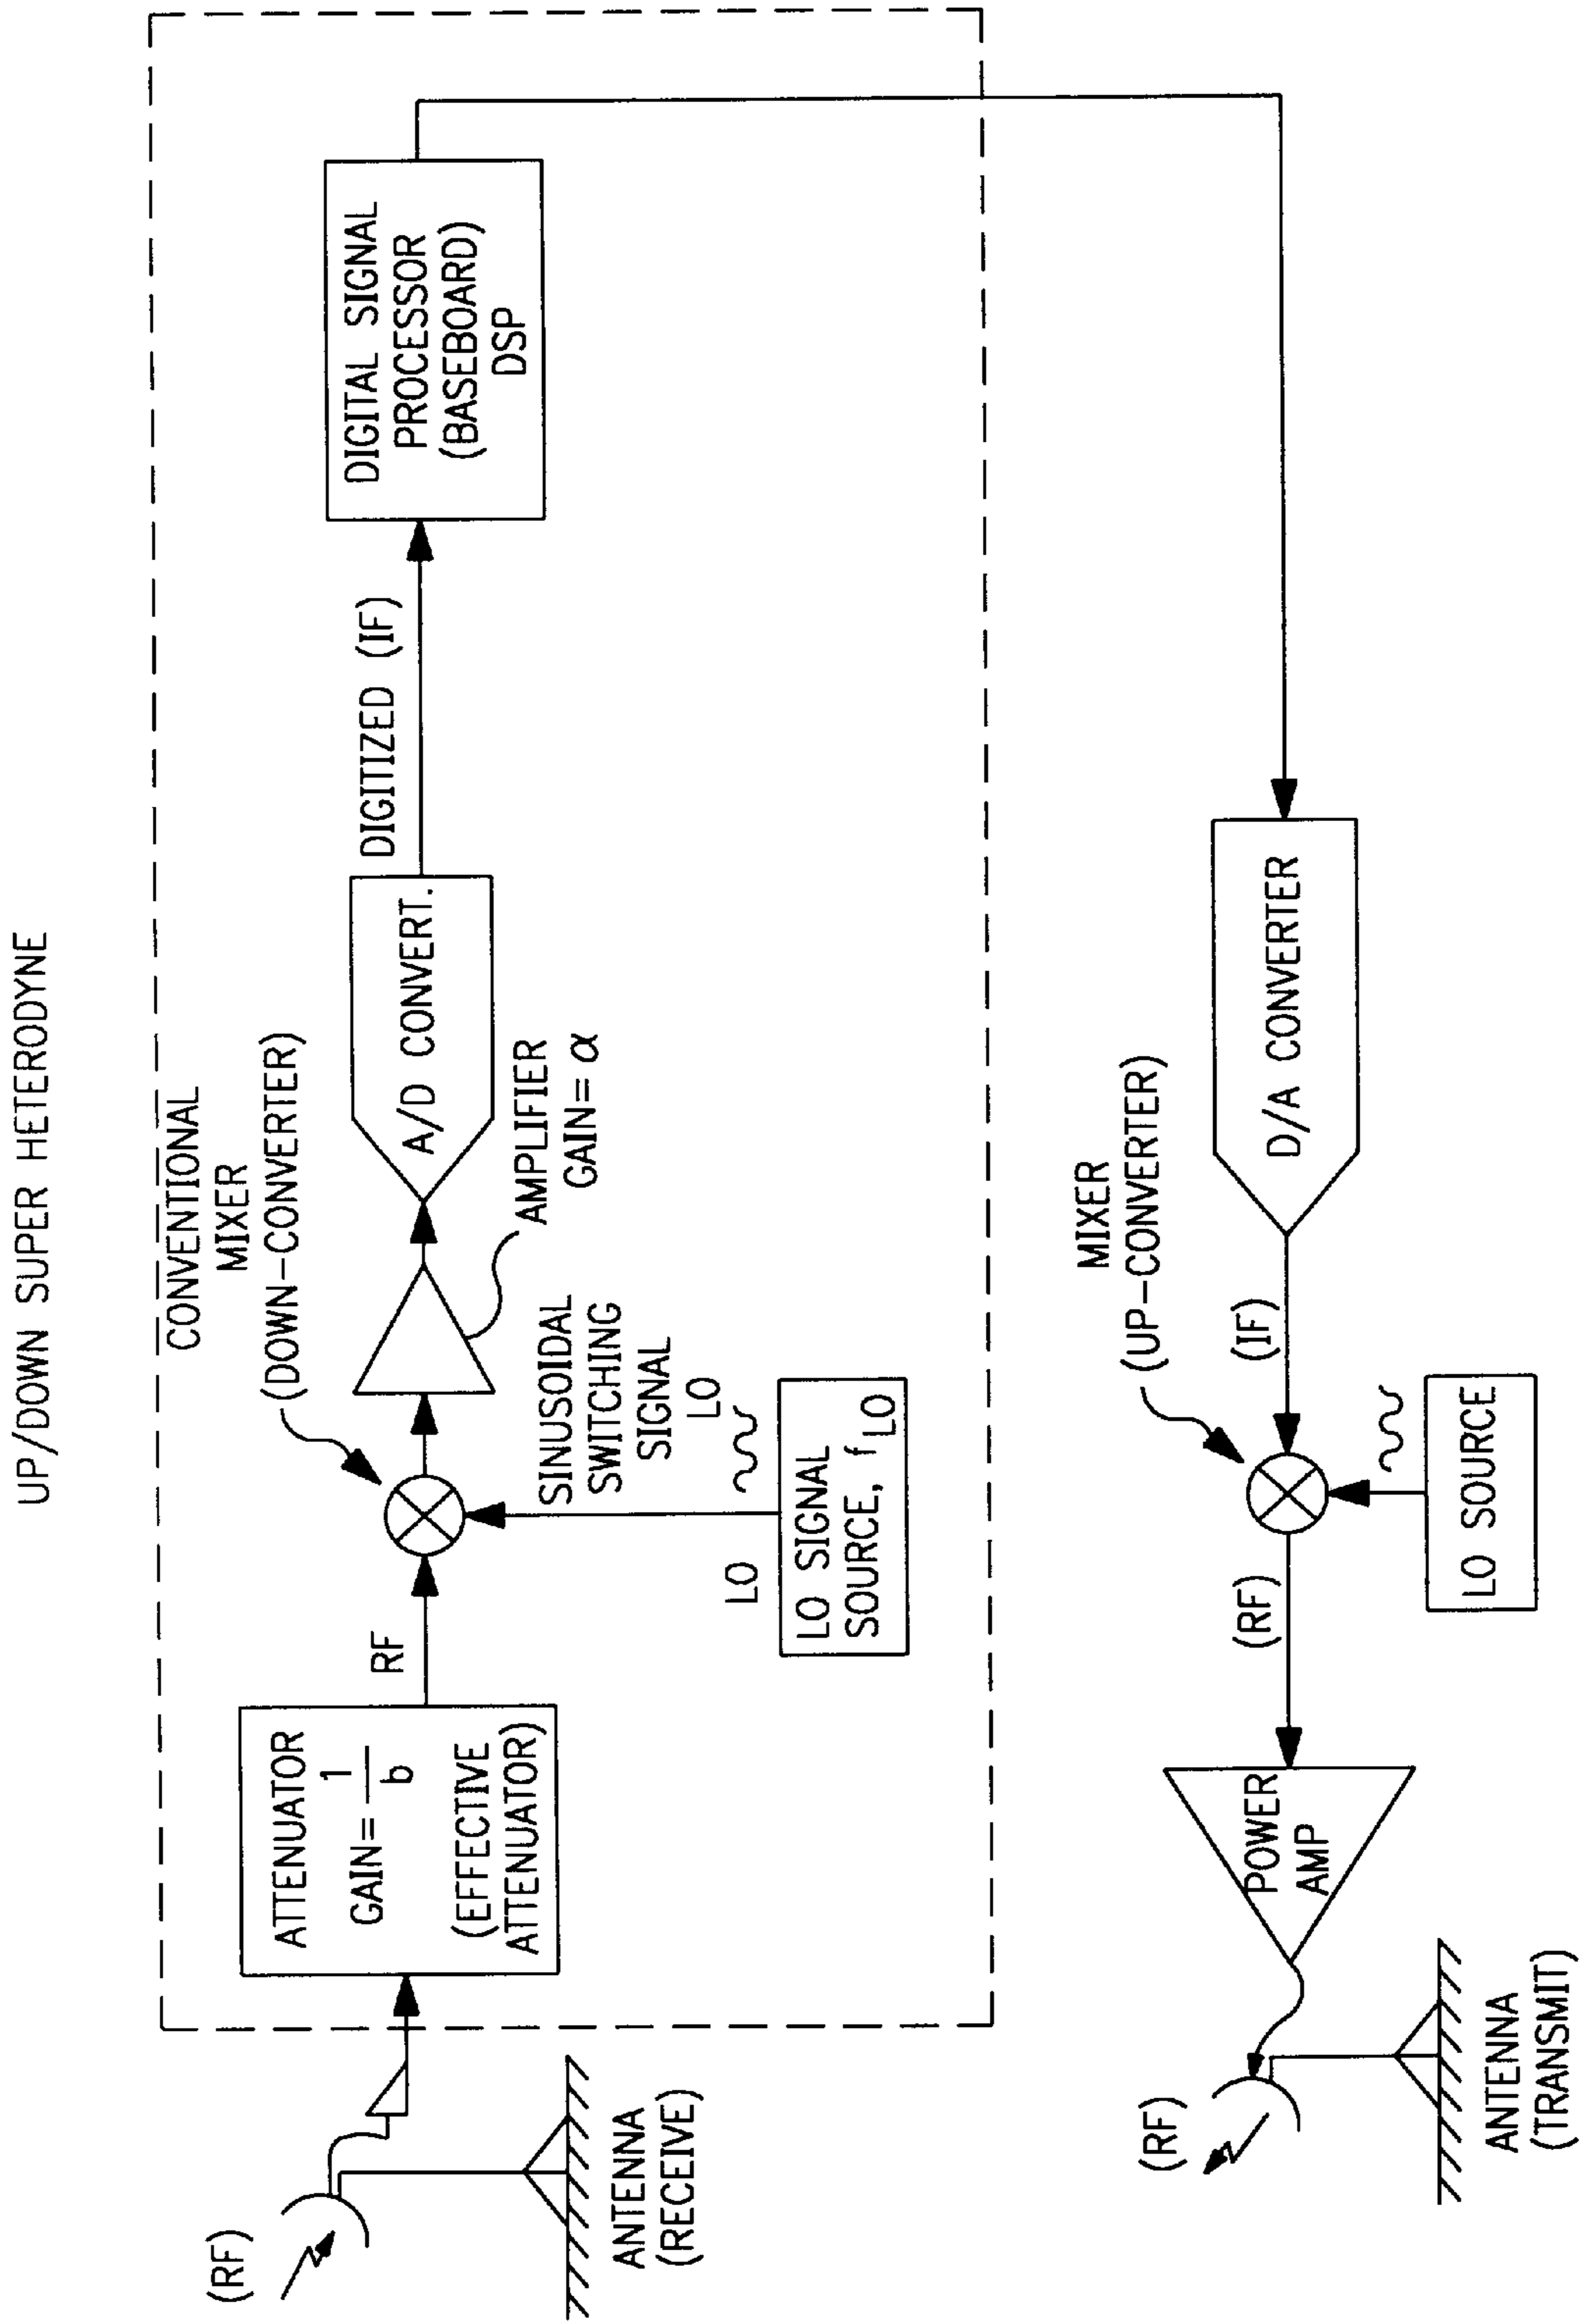 UP/DOWN SUPER HETERODYNE
CONVENTIONAL
MIXER
(DOWN-CONVERTER)
(RF)
ANTENNA
(RECEIVE)
ATTENUATOR
GAIN= 1/b
(EFFECTIVE
ATTENUATOR)
RF
LO
LO SIGNAL
SOURCE, fLO
SINUSOIDAL
SWITCHING
SIGNAL
LO
AMPLIFIER
GAIN= α
A/D CONVERT.
DIGITIZED (IF)
DIGITAL SIGNAL
PROCESSOR
(BASEBOARD)
DSP
MIXER
(UP-CONVERTER)
(RF)
ANTENNA
(TRANSMIT)
POWER
AMP
(RF)
LO SOURCE
(IF)
D/A CONVERTER